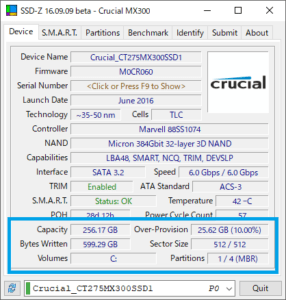 SSD-Z 16.09.09 beta - Crucial MX300
Device S.M.A.R.T. Partitions Benchmark Identify Submit About
Device Name Crucial_CT275MX300SSD1
Firmware M0CR060
Serial Number <Click or Press F9 to Show>
crucial
Launch Date June 2016
Technology ~35-50 nm Cells TLC
Controller Marvell 88SS1074
NAND Micron 384Gbit 32-layer 3D NAND
Capabilities LBA48, SMART, NCQ, TRIM, DEVSLP
Interface SATA 3.2 Speed 6.0 Gbps / 6.0 Gbps
TRIM Enabled ATA Standard ACS-3
S.M.A.R.T. Status: OK Temperature 42 ~C
POH 28d 12h Power Cycle Count 57
Capacity 256.17 GB Over-Provision 25.62 GB (10.00%)
Bytes Written 599.29 GB Sector Size 512 / 512
Volumes C: Partitions 1 / 4 (MBR)
Crucial_CT275MX300SSD1 P0 Quit